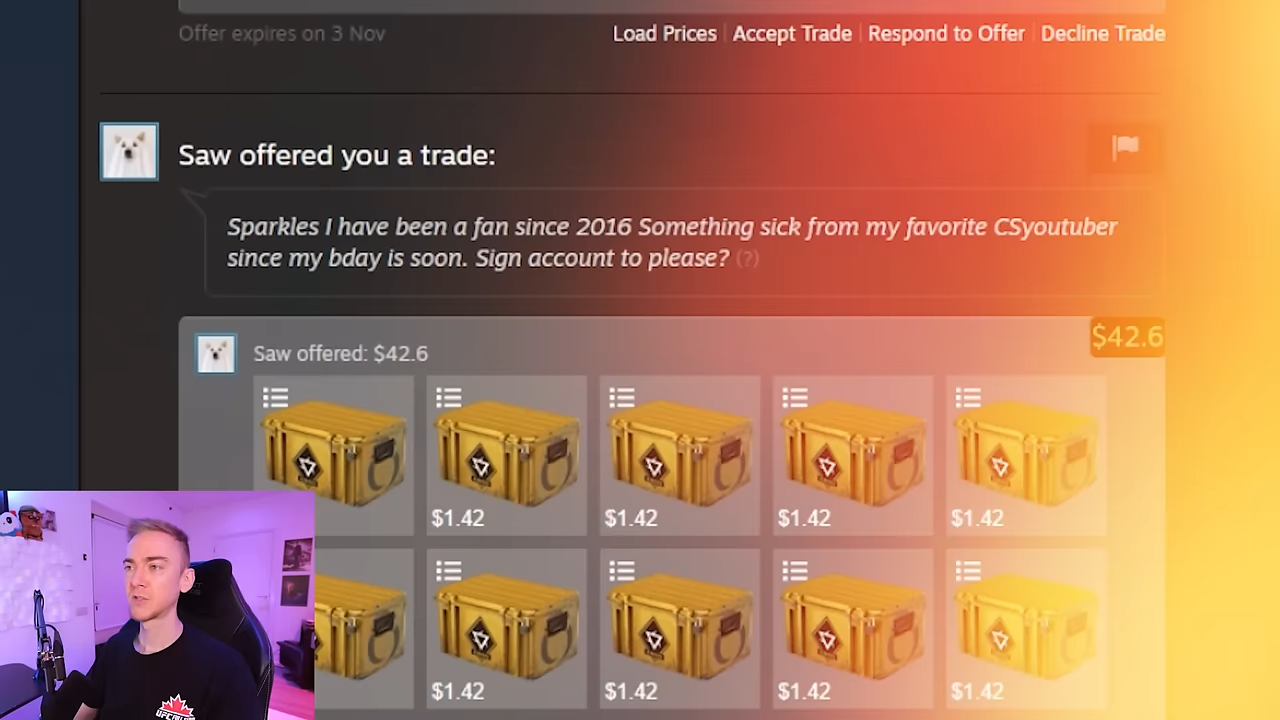 Offer expires on 3 Nov
Load Prices | Accept Trade | Respond to Offer | Decline Trade
Saw offered you a trade:
Sparkles I have been a fan since 2016 Something sick from my favorite CSyoutuber
since my bday is soon. Sign account to please? (?)
Saw offered: $42.6
$42.6
$1.42 $1.42 $1.42 $1.42
$1.42 $1.42 $1.42 $1.42